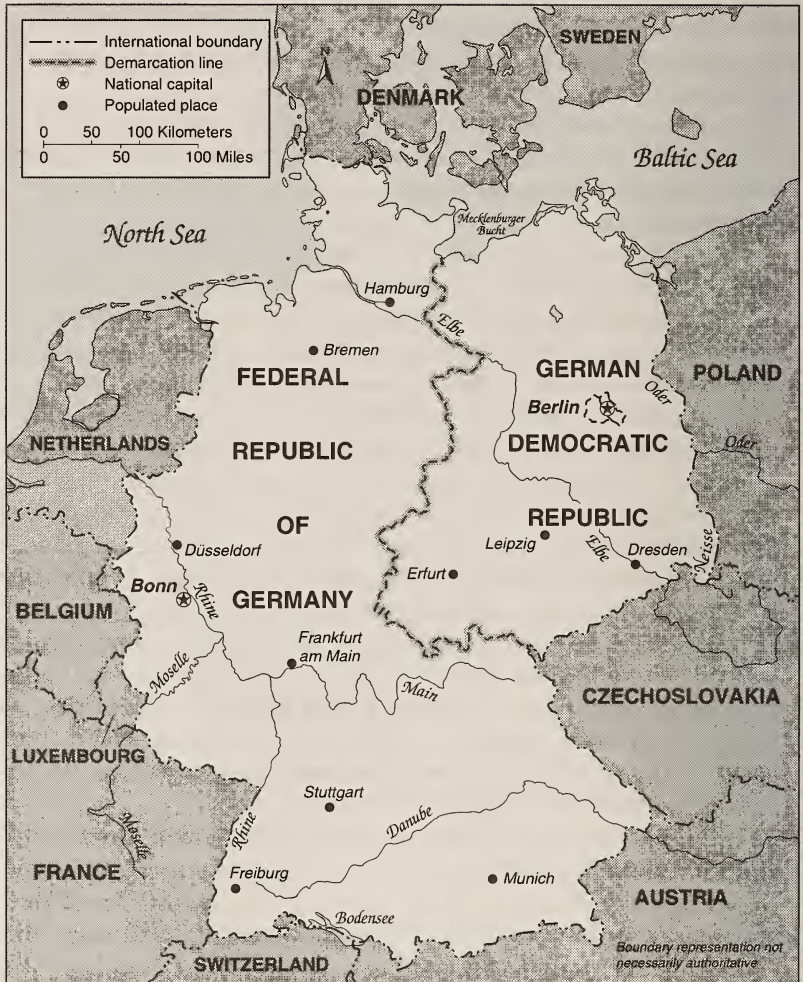 International boundary
Demarcation line
National capital
Populated place
0 50 100 Kilometers
0 50 100 Miles
N
SWEDEN
DENMARK
Baltic Sea
North Sea
Mecklenburger
Bucht
Hamburg
Elbe
Bremen
FEDERAL
REPUBLIC
OF
GERMANY
GERMAN
DEMOCRATIC
REPUBLIC
Berlin
Oder
POLAND
Oder
NETHERLANDS
Düsseldorf
Leipzig
Elbe
Dresden
Neisse
Erfurt
Bonn
Rhine
BELGIUM
Frankfurt
am Main
Moselle
Main
CZECHOSLOVAKIA
LUXEMBOURG
Stuttgart
Danube
Rhine
Moselle
FRANCE
Freiburg
Munich
AUSTRIA
Bodensee
SWITZERLAND
Boundary representation not
necessarily authoritative